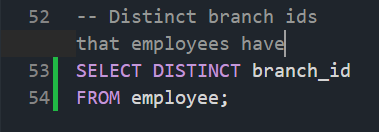 52 -- Distinct branch ids
that employees have
53 SELECT DISTINCT branch_id
54 FROM employee;